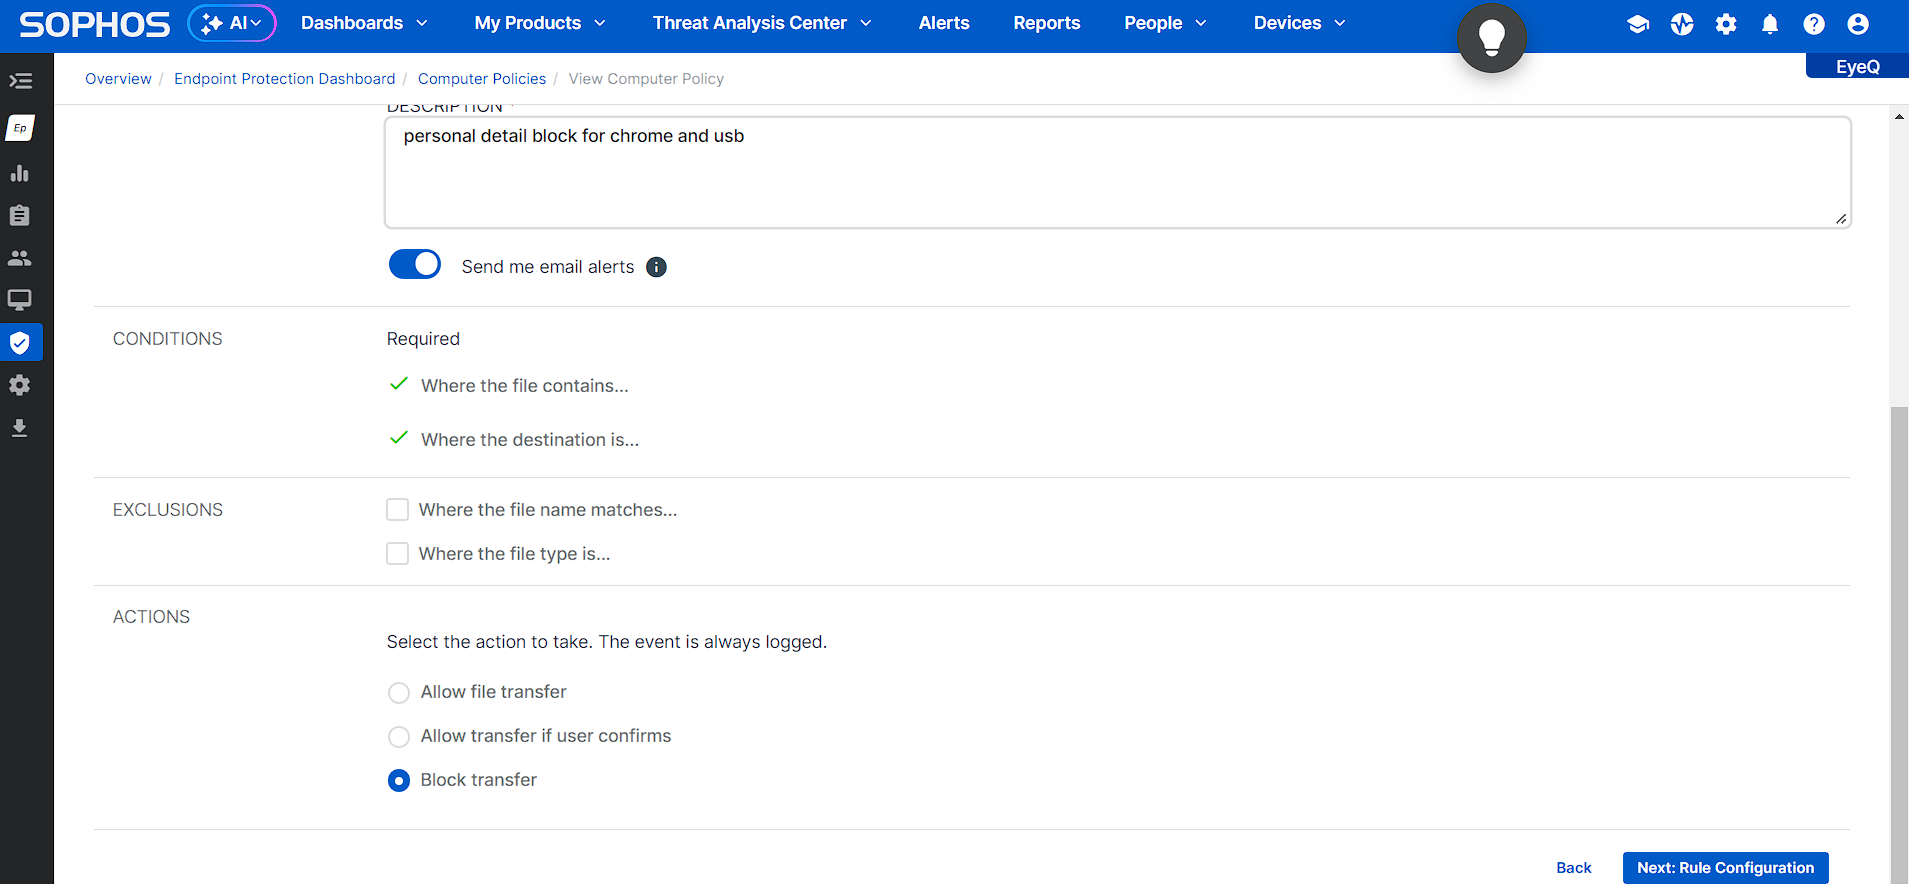 SOPHOS AI Dashboards My Products Threat Analysis Center Alerts Reports People Devices
EyeQ
Overview / Endpoint Protection Dashboard / Computer Policies / View Computer Policy
Ep
DESCRIPTION *
personal detail block for chrome and usb
Send me email alerts
CONDITIONS
Required
Where the file contains...
Where the destination is...
EXCLUSIONS
Where the file name matches...
Where the file type is...
ACTIONS
Select the action to take. The event is always logged.
Allow file transfer
Allow transfer if user confirms
Block transfer
Back
Next: Rule Configuration